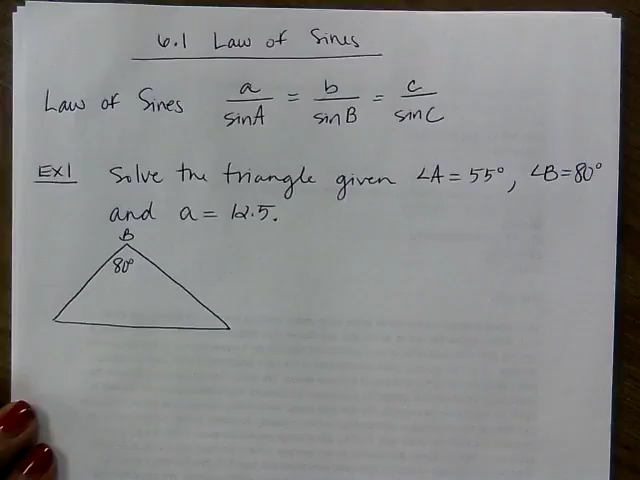 6.1 Law of Sines
Law of Sines a/sinA = b/sinB = c/sinC
EX1 Solve the triangle given ∠A = 55°, ∠B = 80°
and a = 12.5.
B
80°